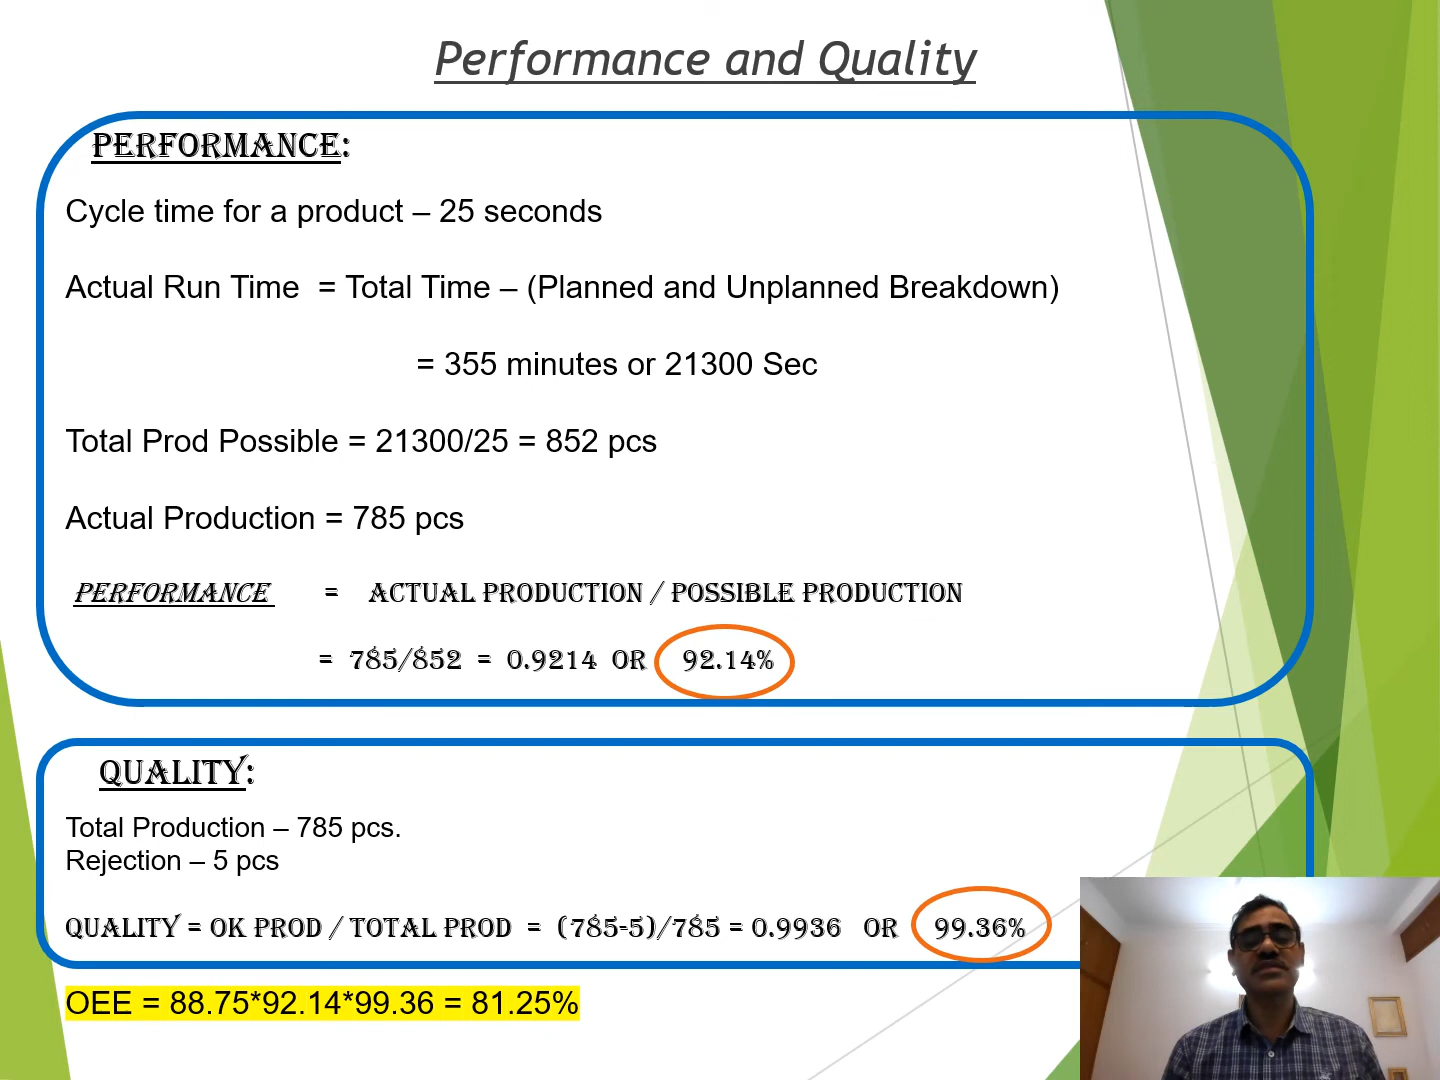 Performance and Quality
PERFORMANCE:
Cycle time for a product – 25 seconds
Actual Run Time = Total Time – (Planned and Unplanned Breakdown)
= 355 minutes or 21300 Sec
Total Prod Possible = 21300/25 = 852 pcs
Actual Production = 785 pcs
PERFORMANCE = ACTUAL PRODUCTION / POSSIBLE PRODUCTION
= 785/852 = 0.9214 OR 92.14%
QUALITY:
Total Production – 785 pcs.
Rejection – 5 pcs
QUALITY = OK PROD / TOTAL PROD = (785-5)/785 = 0.9936 OR 99.36%
OEE = 88.75*92.14*99.36 = 81.25%